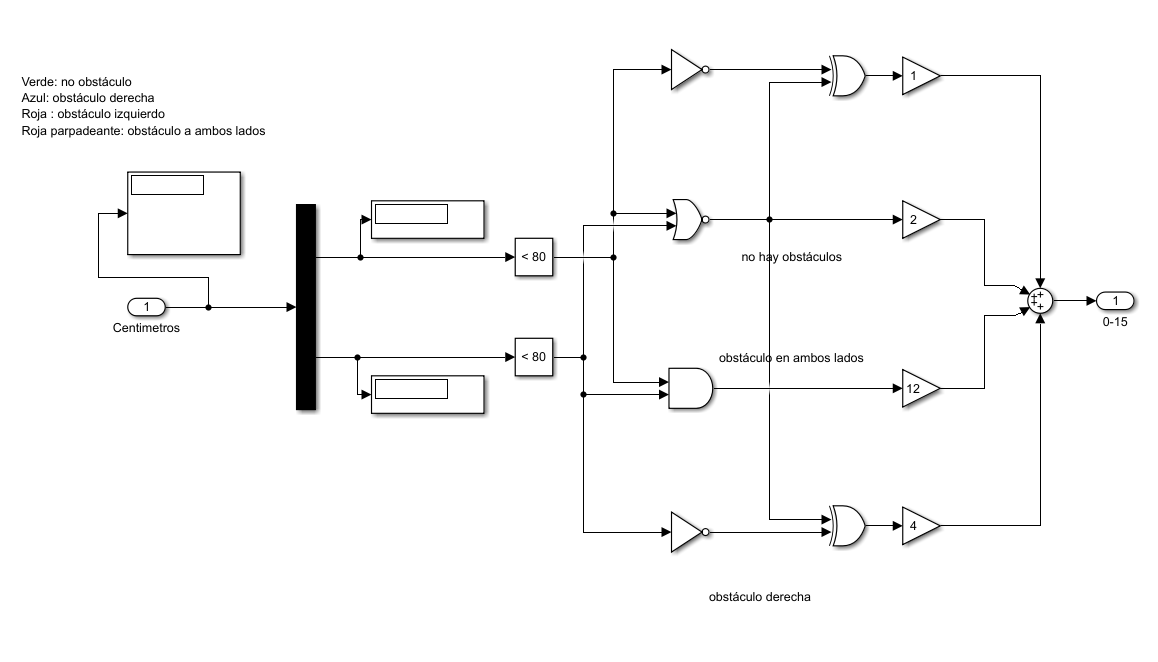 Verde: no obstáculo
Azul: obstáculo derecha
Roja : obstáculo izquierdo
Roja parpadeante: obstáculo a ambos lados
1
Centimetros
< 80
< 80
no hay obstáculos
obstáculo en ambos lados
obstáculo derecha
1
2
12
4
+
+
+
+
1
0-15